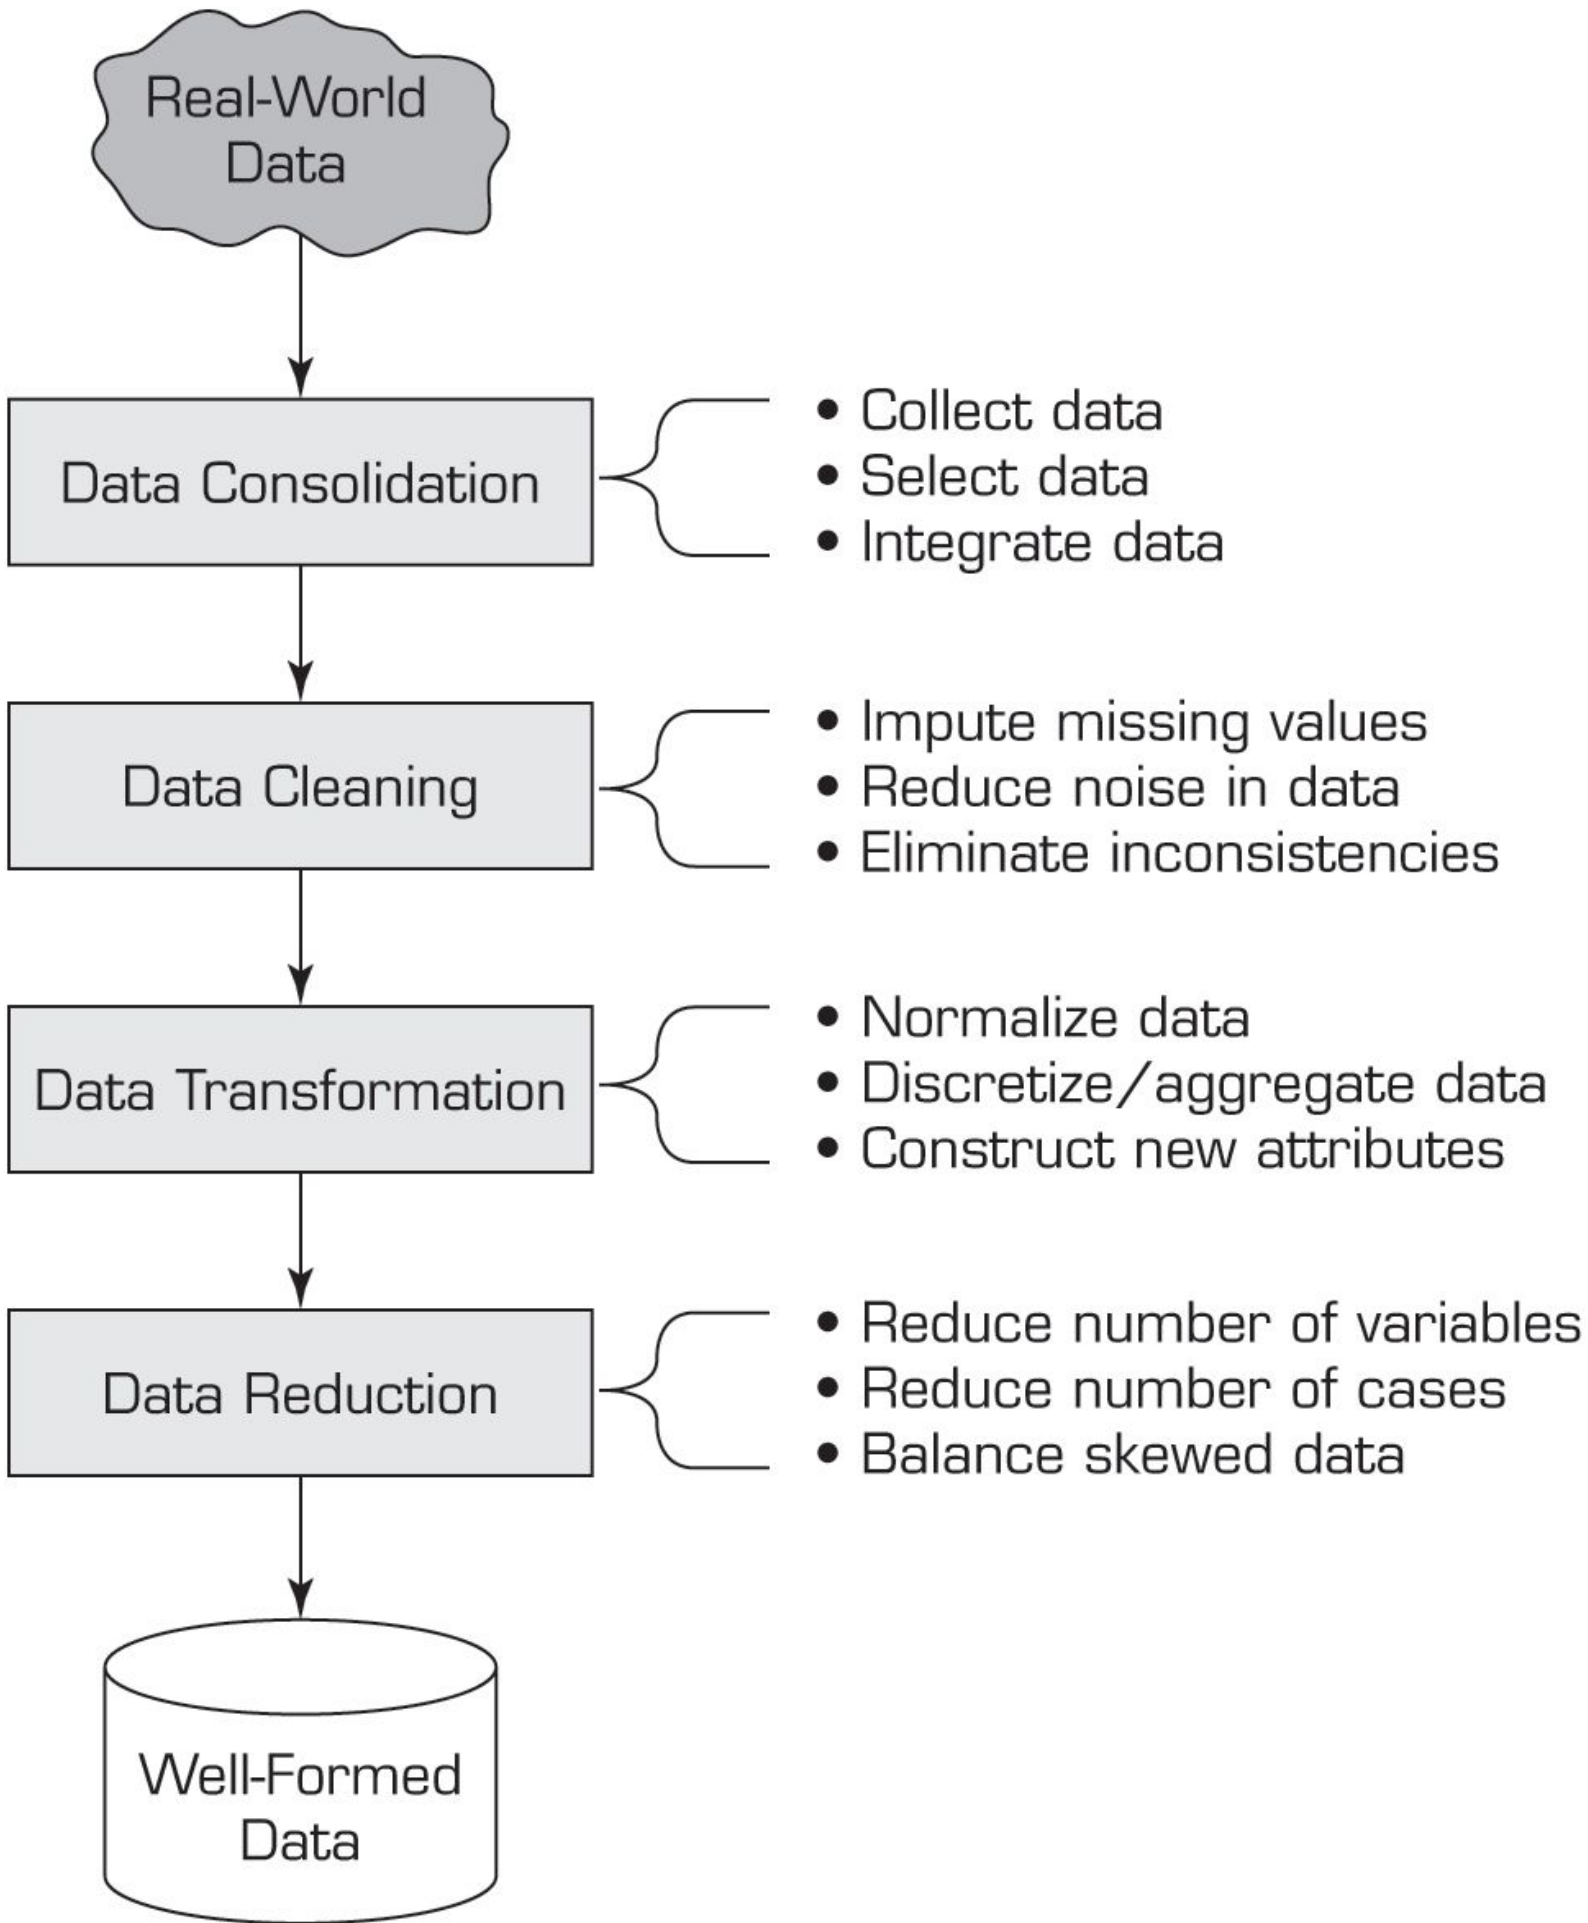 Real-World
Data
Data Consolidation
• Collect data
• Select data
• Integrate data
Data Cleaning
• Impute missing values
• Reduce noise in data
• Eliminate inconsistencies
Data Transformation
• Normalize data
• Discretize/aggregate data
• Construct new attributes
Data Reduction
• Reduce number of variables
• Reduce number of cases
• Balance skewed data
Well-Formed
Data